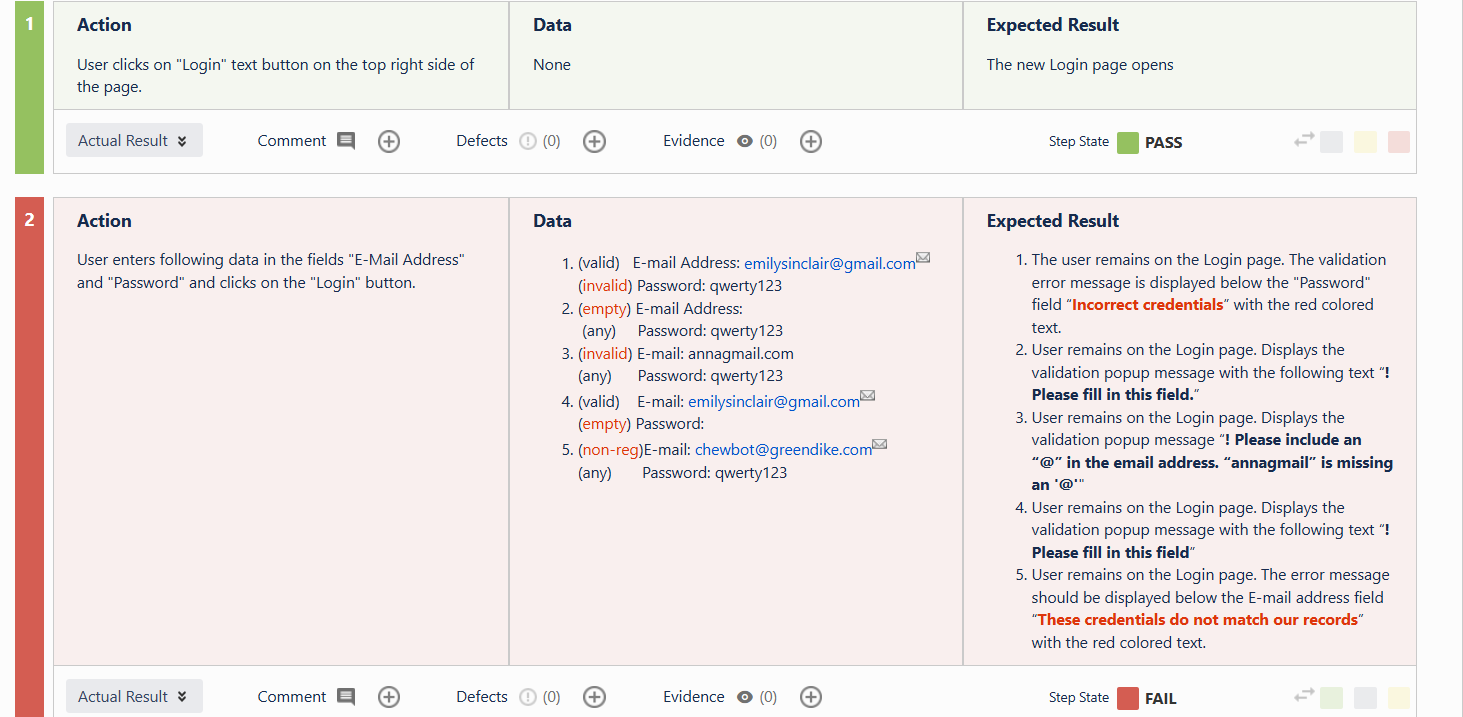 1
Action
Data
Expected Result
User clicks on "Login" text button on the top right side of
the page.
None
The new Login page opens
Actual Result
Comment
Defects (0)
Evidence (0)
Step State PASS
2
Action
Data
Expected Result
User enters following data in the fields "E-Mail Address"
and "Password" and clicks on the "Login" button.
1. (valid) E-mail Address: emilysinclair@gmail.com
(invalid) Password: qwerty123
2. (empty) E-mail Address:
(any) Password: qwerty123
3. (invalid) E-mail: annagmail.com
(any) Password: qwerty123
4. (valid) E-mail: emilysinclair@gmail.com
(empty) Password:
5. (non-reg)E-mail: chewbot@greendike.com
(any) Password: qwerty123
1. The user remains on the Login page. The validation
error message is displayed below the "Password"
field “Incorrect credentials” with the red colored
text.
2. User remains on the Login page. Displays the
validation popup message with the following text “!
Please fill in this field.”
3. User remains on the Login page. Displays the
validation popup message “! Please include an
“@” in the email address. “annagmail” is missing
an '@'"
4. User remains on the Login page. Displays the
validation popup message with the following text “!
Please fill in this field”
5. User remains on the Login page. The error message
should be displayed below the E-mail address field
“These credentials do not match our records”
with the red colored text.
Actual Result
Comment
Defects (0)
Evidence (0)
Step State FAIL